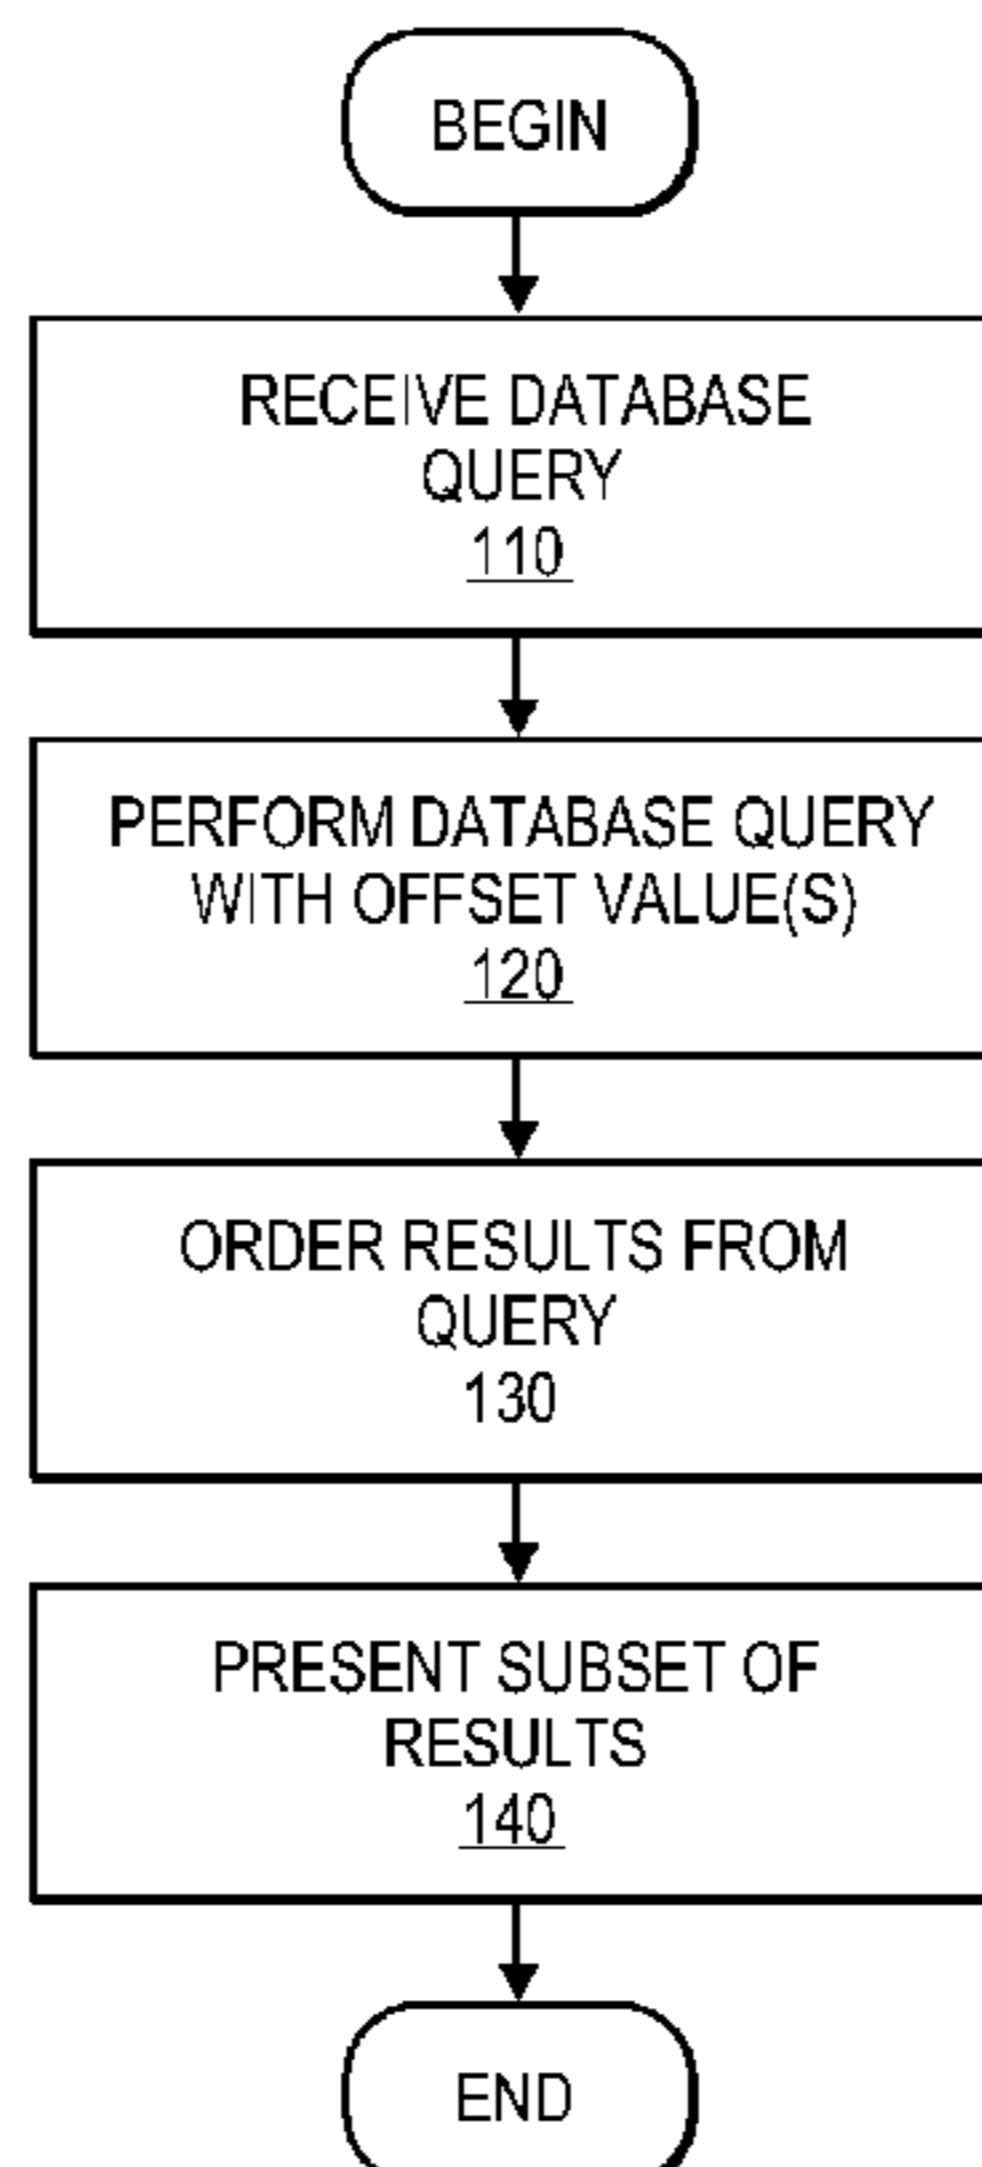 BEGIN
RECEIVE DATABASE
QUERY
110
PERFORM DATABASE QUERY
WITH OFFSET VALUE(S)
120
ORDER RESULTS FROM
QUERY
130
PRESENT SUBSET OF
RESULTS
140
END